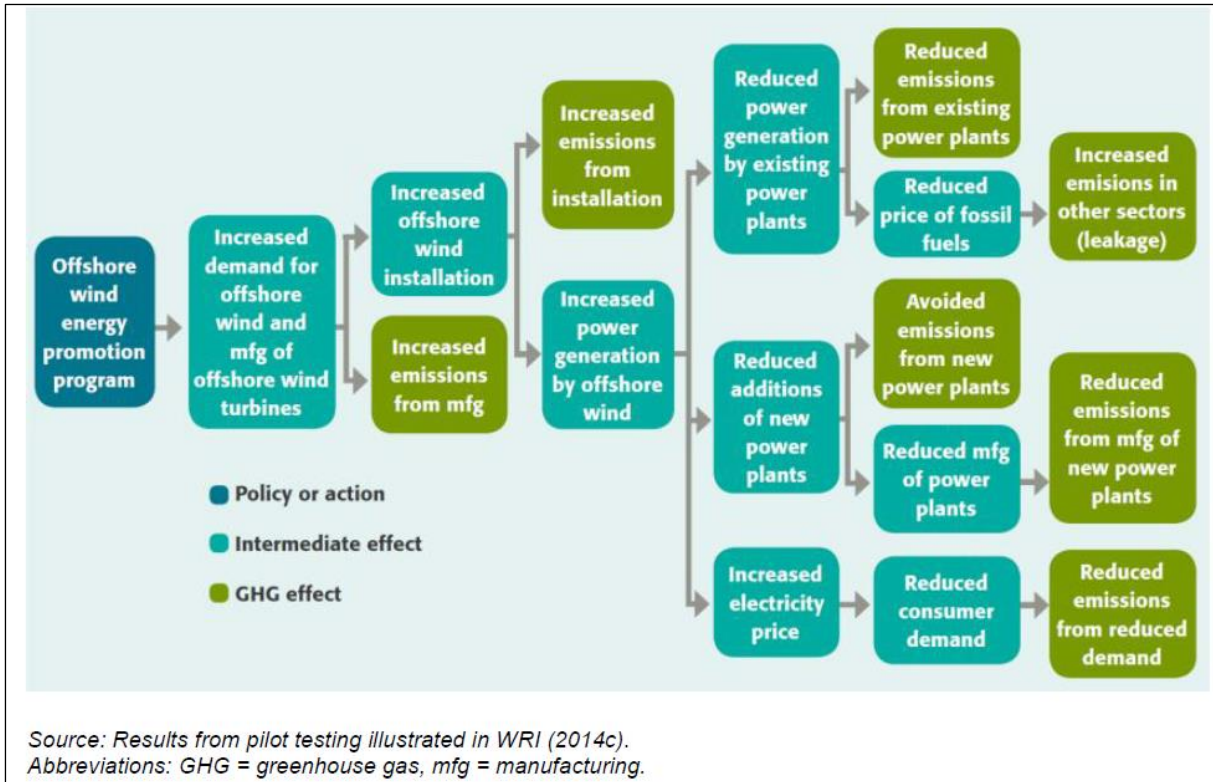 Offshore
wind
energy
promotion
program
Increased
demand for
offshore
wind and
mfg of
offshore wind
turbines
Increased
offshore
wind
installation
Increased
emissions
from mfg
Increased
emissions
from
installation
Increased
power
generation
by offshore
wind
Reduced
power
generation
by existing
power
plants
Reduced
emissions
from existing
power plants
Reduced
price of fossil
fuels
Increased
emisions in
other sectors
(leakage)
Reduced
additions
of new
power
plants
Avoided
emissions
from new
power plants
Reduced mfg
of power
plants
Reduced
emissions
from mfg of
new power
plants
Increased
electricity
price
Reduced
consumer
demand
Reduced
emissions
from reduced
demand
Policy or action
Intermediate effect
GHG effect
Source: Results from pilot testing illustrated in WRI (2014c).
Abbreviations: GHG = greenhouse gas, mfg = manufacturing.